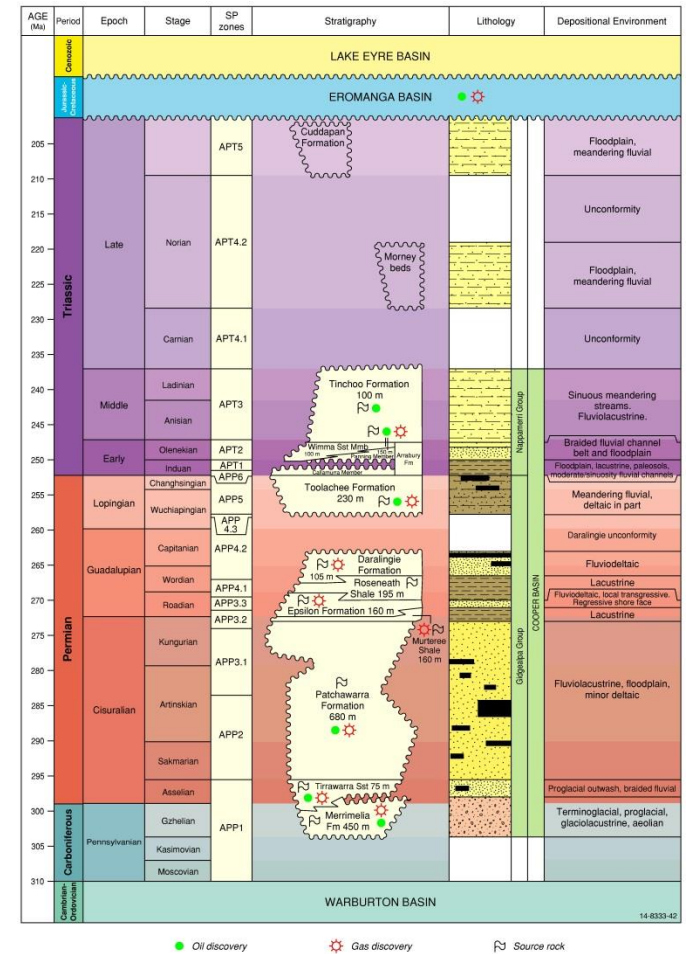 AGE (Ma)
Period
Epoch
Stage
SP zones
Stratigraphy
Lithology
Depositional Environment
Cenozoic
LAKE EYRE BASIN
Jurassic-Cretaceous
EROMANGA BASIN
205
210
215
220
225
230
235
240
245
250
255
260
265
270
275
280
285
290
295
300
305
310
Triassic
Permian
Carboniferous
Cambrian-Ordovician
Late
Middle
Early
Lopingian
Guadalupian
Cisuralian
Pennsylvanian
Norian
Carnian
Ladinian
Anisian
Olenekian
Induan
Changhsingian
Wuchiapingian
Capitanian
Wordian
Roadian
Kungurian
Artinskian
Sakmarian
Asselian
Gzhelian
Kasimovian
Moscovian
APT5
APT4.2
APT4.1
APT3
APT2
APT1
APP6
APP5
APP
4.3
APP4.2
APP4.1
APP3.3
APP3.2
APP3.1
APP2
APP1
Cuddapan
Formation
Morney
beds
Tinchoo Formation
100 m
Wimma Sst Mmb
100 m
150 m
Panning Member
Arrabury
Fm
Callamurra Member
Toolachee Formation
230 m
Daralingie
Formation
105 m
Roseneath
Shale 195 m
Epsilon Formation 160 m
Murteree
Shale
160 m
Patchawarra
Formation
680 m
Tirrawarra Sst 75 m
Merrimelia
Fm 450 m
Nappamerri Group
Gidgealpa Group
COOPER BASIN
Floodplain,
meandering fluvial
Unconformity
Floodplain,
meandering fluvial
Unconformity
Sinuous meandering
streams.
Fluviolacustrine.
Braided fluvial channel
belt and floodplain
Floodplain, lacustrine, paleosols,
moderate/sinuosity fluvial channels
Meandering fluvial,
deltaic in part
Daralingie unconformity
Fluviodeltaic
Lacustrine
Fluviodeltaic, local transgressive.
Regressive shore face
Lacustrine
Fluviolacustrine, floodplain,
minor deltaic
Proglacial outwash, braided fluvial
Terminoglacial, proglacial,
glaciolacustrine, aeolian
WARBURTON BASIN
14-8333-42
Oil discovery
Gas discovery
Source rock